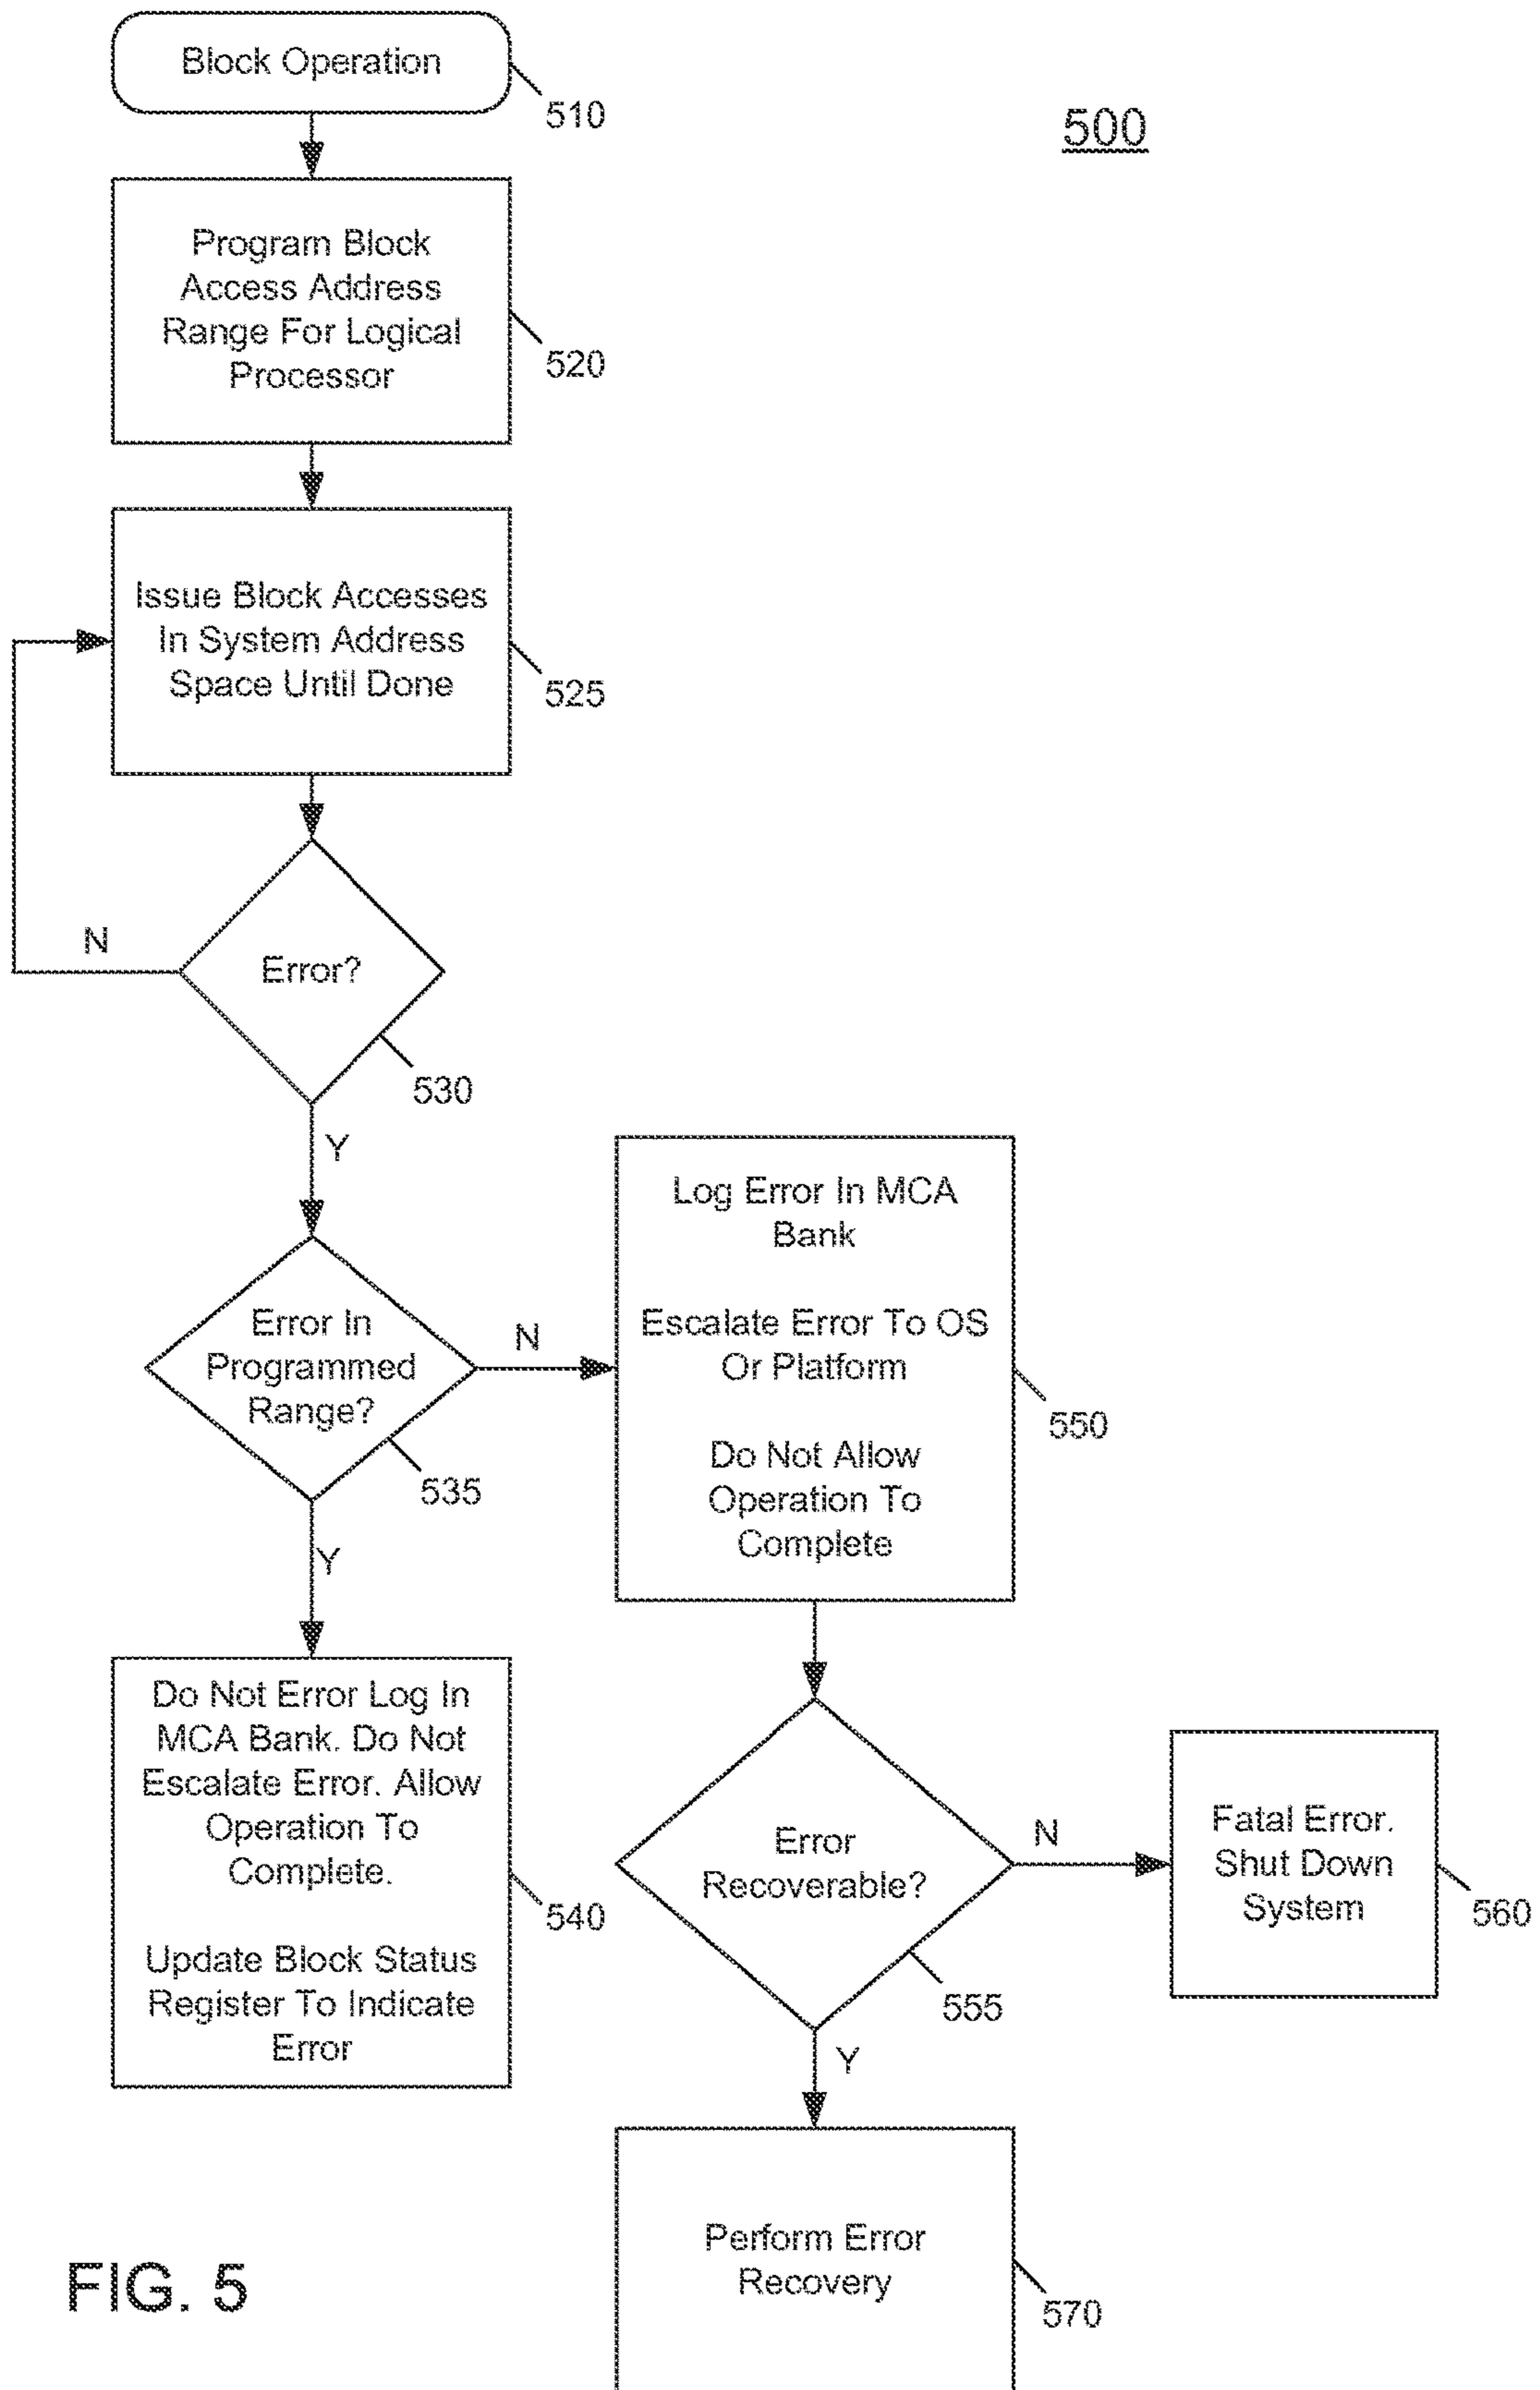 Block Operation
510
500
Program Block
Access Address
Range For Logical
Processor
520
Issue Block Accesses
In System Address
Space Until Done
525
Error?
N
530
Y
Error In
Programmed
Range?
N
535
Y
Log Error In MCA
Bank
Escalate Error To OS
Or Platform
Do Not Allow
Operation To
Complete
550
Do Not Error Log In
MCA Bank. Do Not
Escalate Error. Allow
Operation To
Complete.
Update Block Status
Register To Indicate
Error
540
Error
Recoverable?
N
555
Y
Fatal Error.
Shut Down
System
560
Perform Error
Recovery
570
FIG. 5